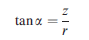 tan α = z/r